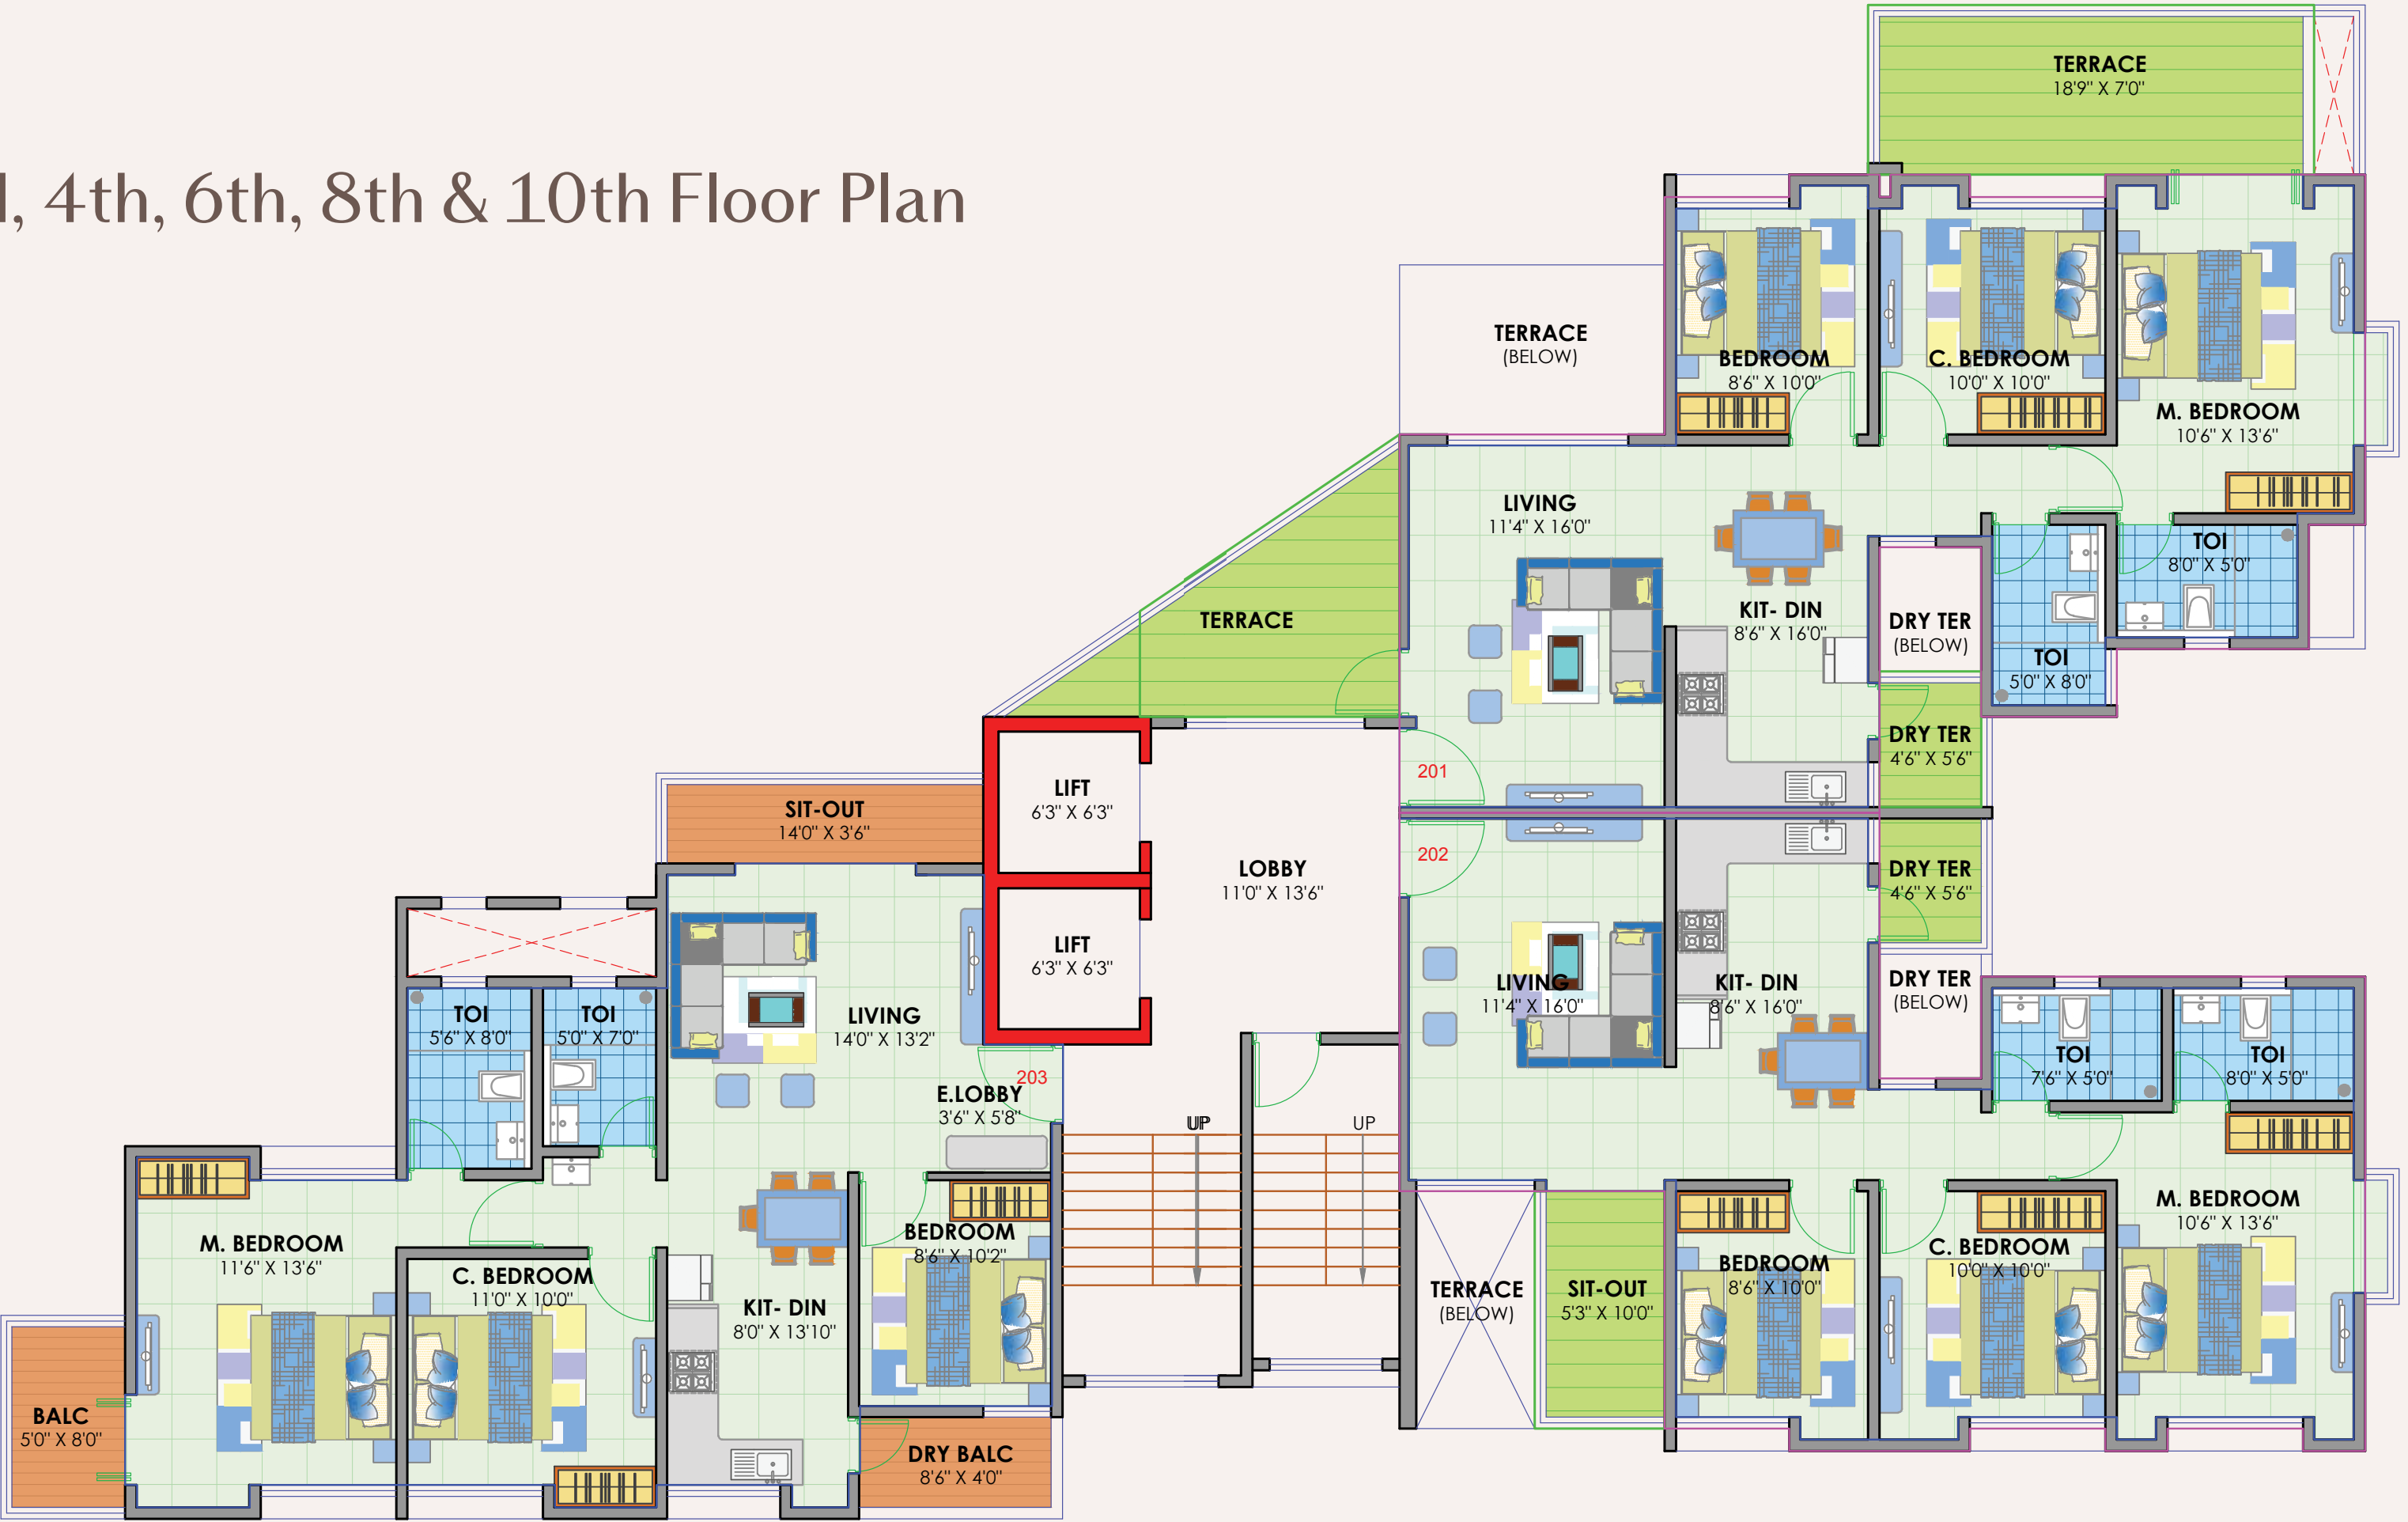 , 4th, 6th, 8th & 10th Floor Plan
TERRACE
18'9" X 7'0"
TERRACE
(BELOW)
BEDROOM
8'6" X 10'0"
C. BEDROOM
10'0" X 10'0"
M. BEDROOM
10'6" X 13'6"
LIVING
11'4" X 16'0"
TOI
8'0" X 5'0"
KIT- DIN
8'6" X 16'0"
DRY TER
(BELOW)
TOI
5'0" X 8'0"
TERRACE
DRY TER
4'6" X 5'6"
201
LIFT
6'3" X 6'3"
SIT-OUT
14'0" X 3'6"
202
LOBBY
11'0" X 13'6"
DRY TER
4'6" X 5'6"
LIFT
6'3" X 6'3"
LIVING
11'4" X 16'0"
KIT- DIN
8'6" X 16'0"
DRY TER
(BELOW)
TOI
5'6" X 8'0"
TOI
5'0" X 7'0"
LIVING
14'0" X 13'2"
TOI
7'6" X 5'0"
TOI
8'0" X 5'0"
203
E.LOBBY
3'6" X 5'8"
UP
UP
M. BEDROOM
10'6" X 13'6"
M. BEDROOM
11'6" X 13'6"
BEDROOM
8'6" X 10'2"
C. BEDROOM
10'0" X 10'0"
C. BEDROOM
11'0" X 10'0"
BEDROOM
8'6" X 10'0"
TERRACE
(BELOW)
SIT-OUT
5'3" X 10'0"
KIT- DIN
8'0" X 13'10"
BALC
5'0" X 8'0"
DRY BALC
8'6" X 4'0"